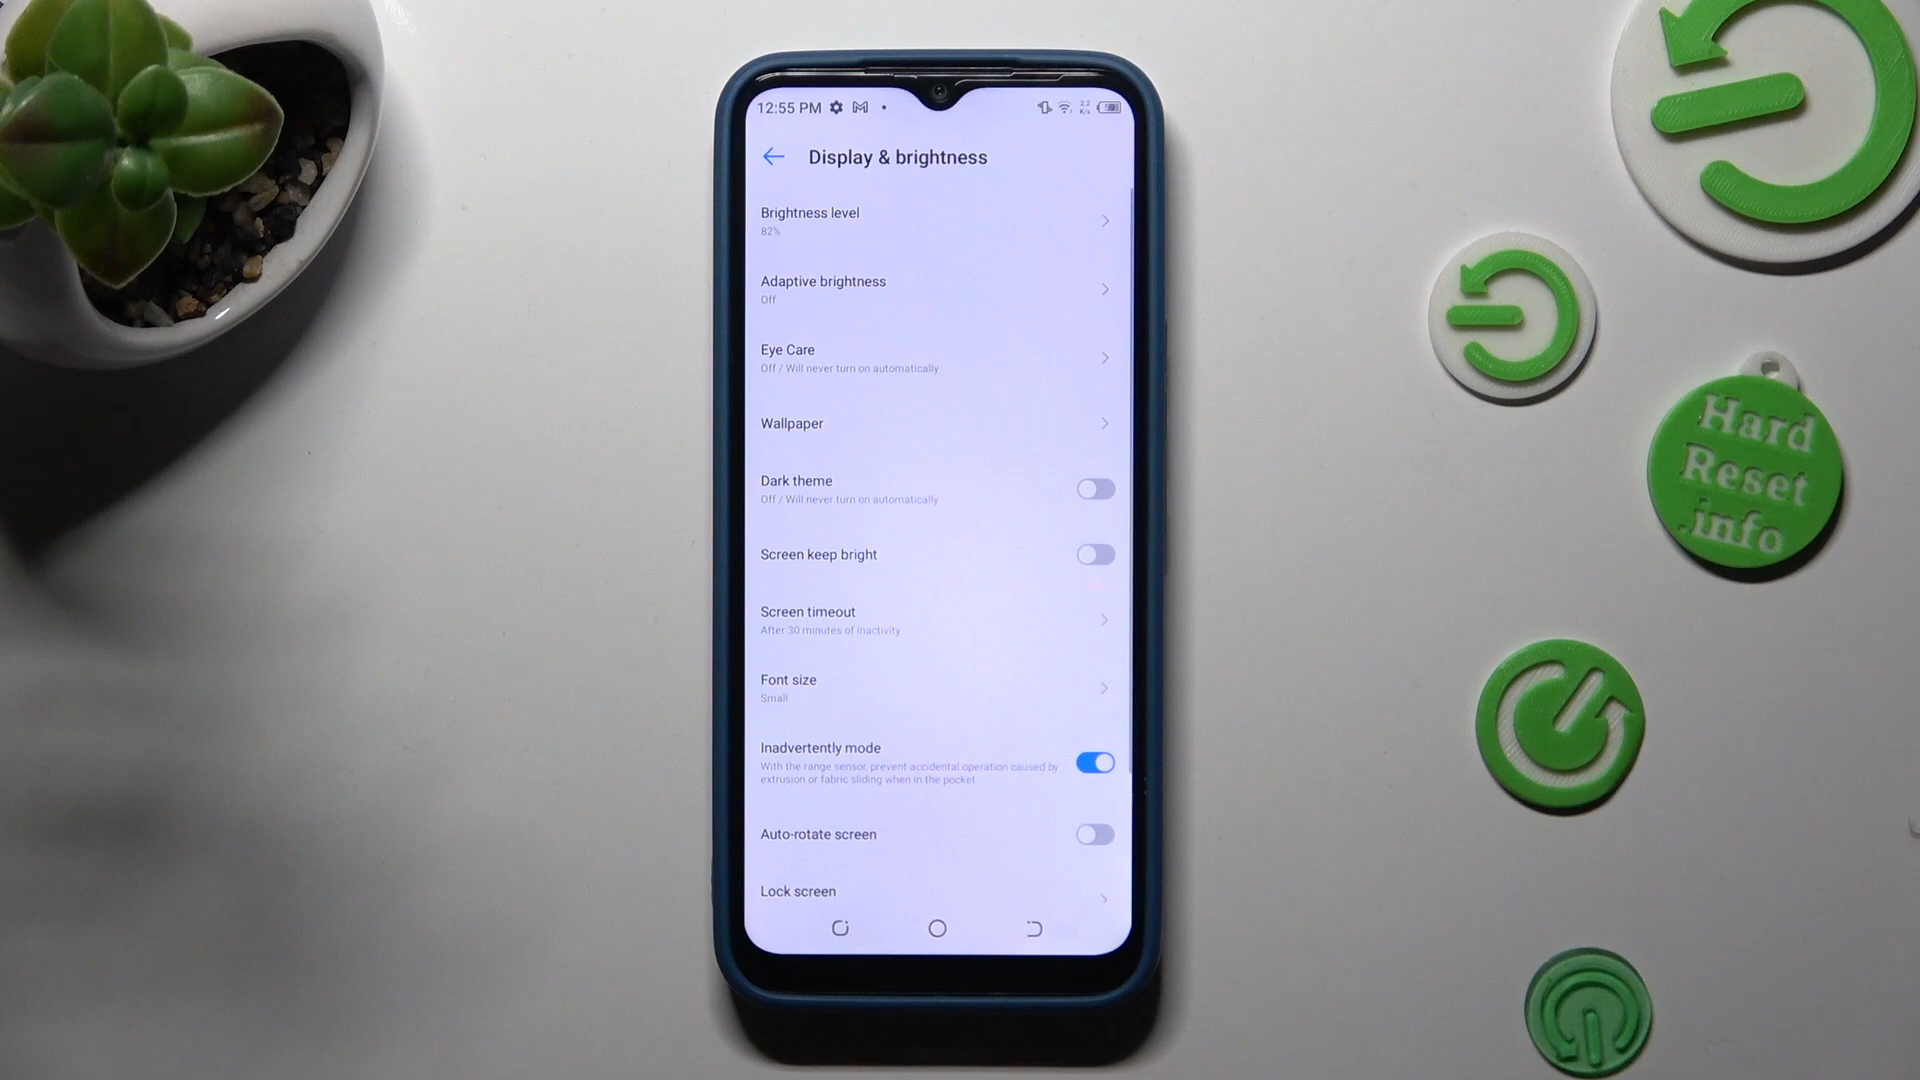 12:55 PM
Display & brightness
Brightness level
82%
Adaptive brightness
Off
Eye Care
Off / Will never turn on automatically
Wallpaper
Dark theme
Off / Will never turn on automatically
Screen keep bright
Screen timeout
After 30 minutes of inactivity
Font size
Small
Inadvertently mode
With the range sensor, prevent accidental operation caused by
extrusion or fabric sliding when in the pocket
Auto-rotate screen
Lock screen
Hard
Reset
.info